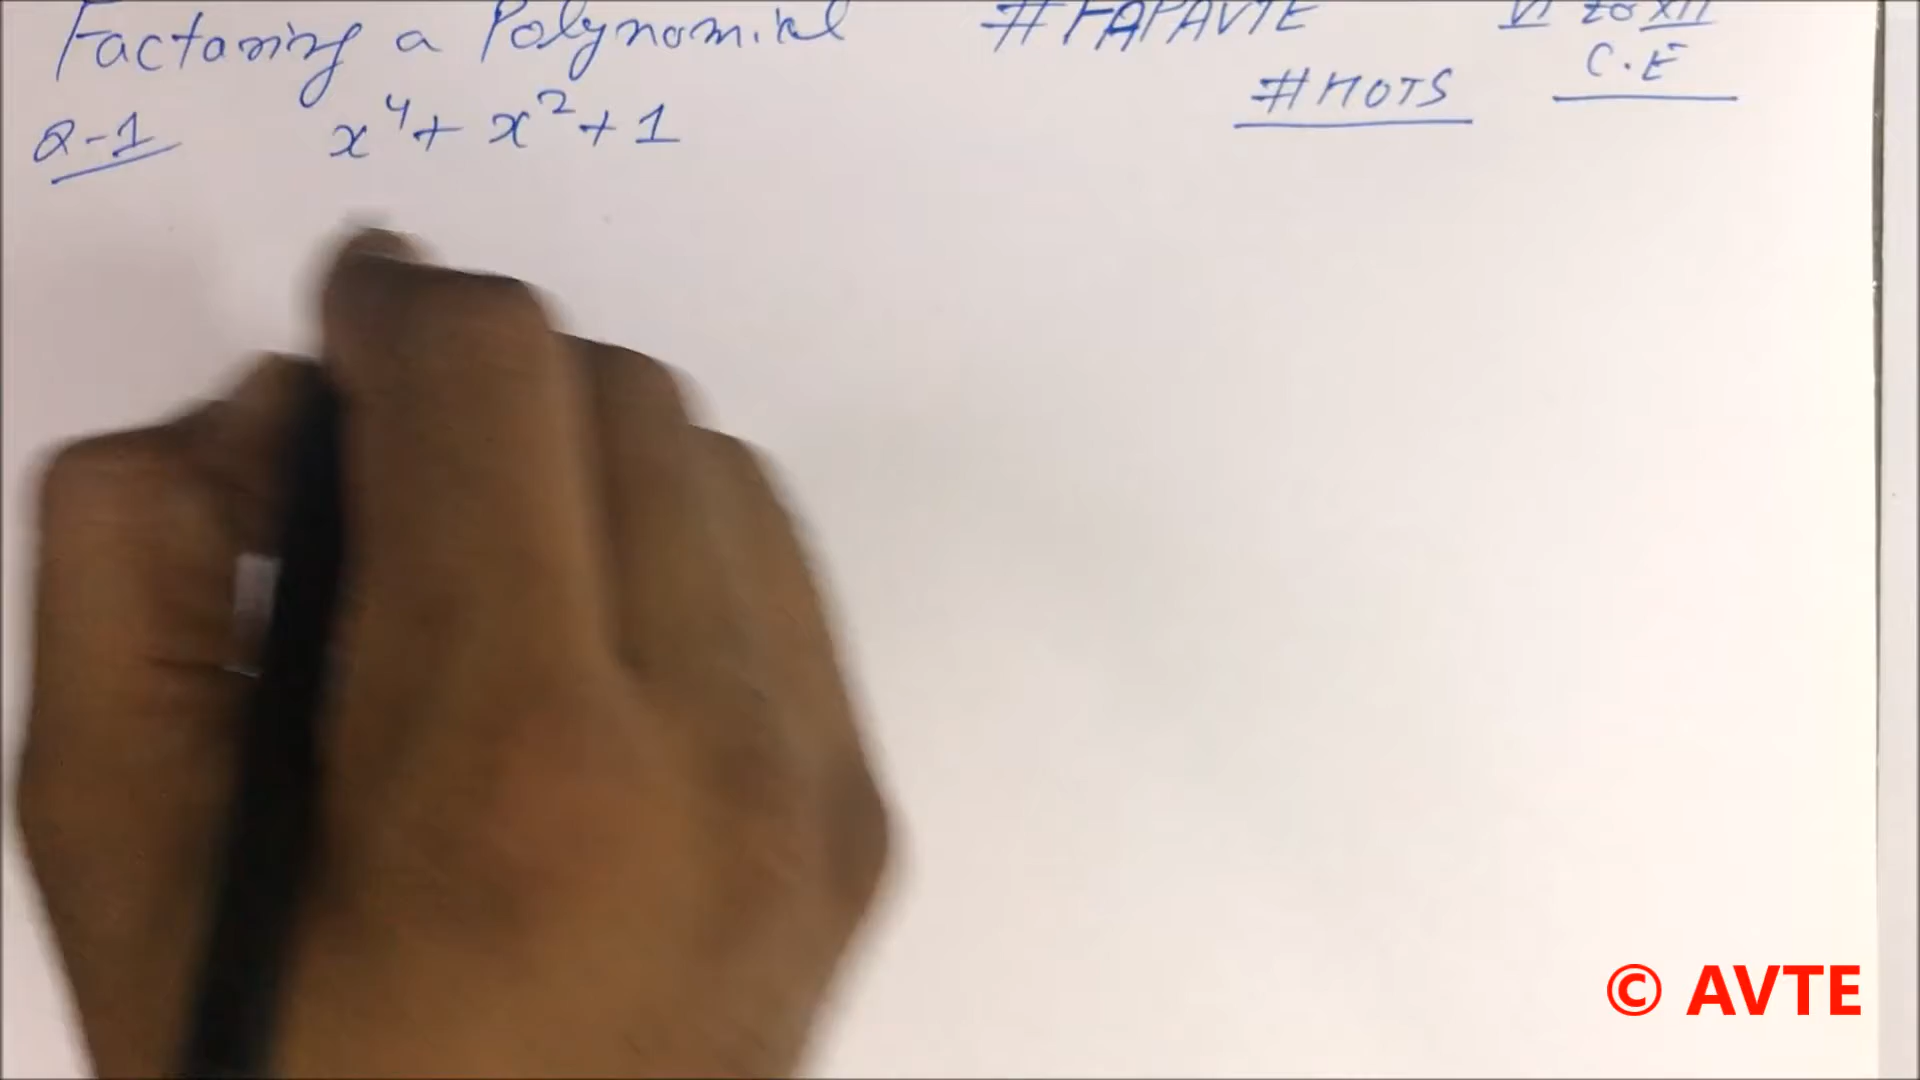 Factoring a Polynomial #FAPAVTE VI to XII
C.E
#HOTS
Q-1 x⁴ + x² + 1
© AVTE